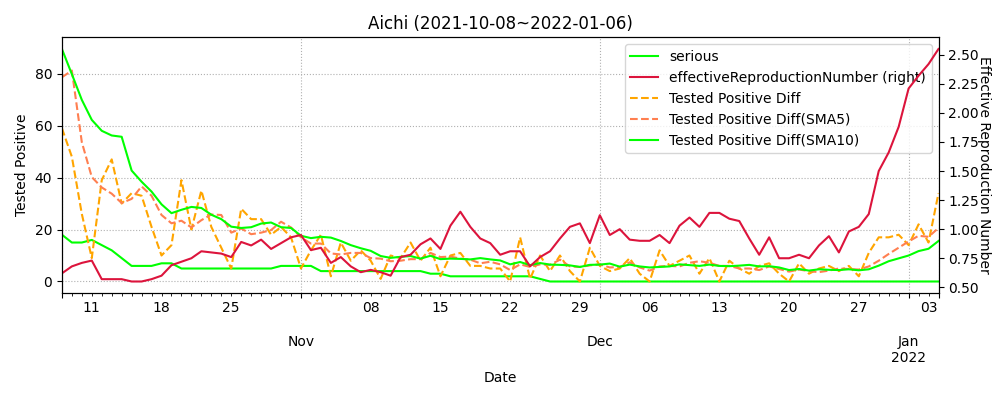 Aichi (2021-10-08~2022-01-06)
serious
effectiveReproductionNumber (right)
Tested Positive Diff
Tested Positive Diff(SMA5)
Tested Positive Diff(SMA10)
Tested Positive
80
60
40
20
0
2.50
2.25
2.00
1.75
1.50
1.25
1.00
0.75
0.50
Effective Reproduction Number
11 18 25 08 15 22 29 06 13 20 27 03
Nov Dec Jan
2022
Date